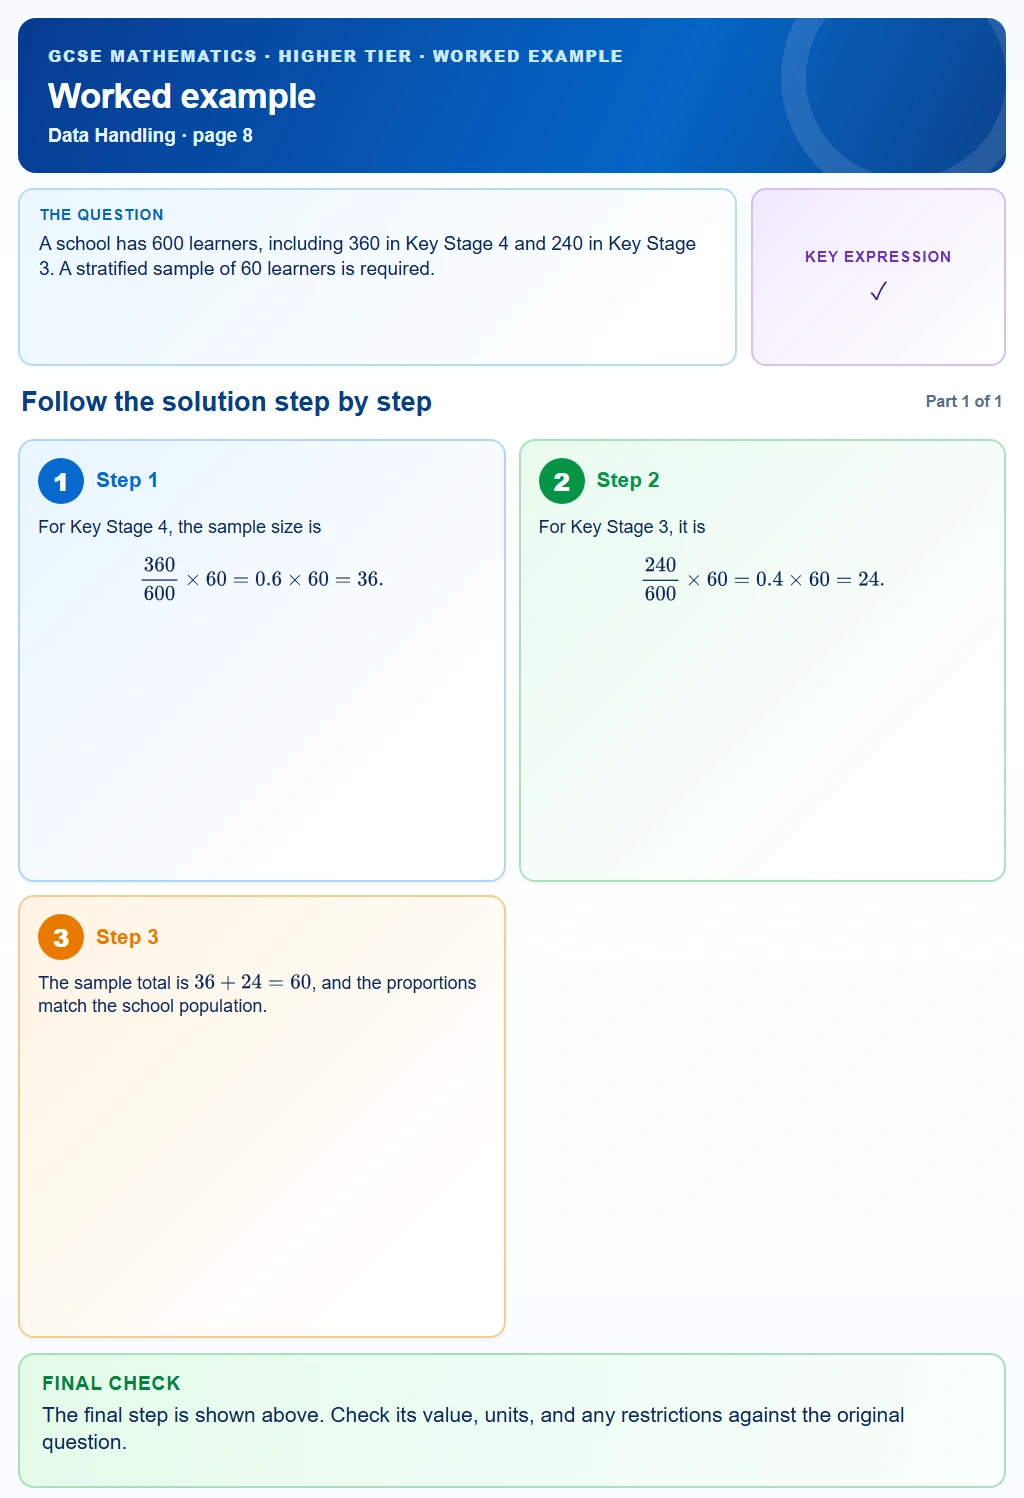 GCSE MATHEMATICS · HIGHER TIER · WORKED EXAMPLE
Worked example
Data Handling · page 8
THE QUESTION
A school has 600 learners, including 360 in Key Stage 4 and 240 in Key Stage
3. A stratified sample of 60 learners is required.
KEY EXPRESSION
✓
Follow the solution step by step
Part 1 of 1
1 Step 1
For Key Stage 4, the sample size is
360/600 × 60 = 0.6 × 60 = 36.
2 Step 2
For Key Stage 3, it is
240/600 × 60 = 0.4 × 60 = 24.
3 Step 3
The sample total is 36 + 24 = 60, and the proportions
match the school population.
FINAL CHECK
The final step is shown above. Check its value, units, and any restrictions against the original
question.